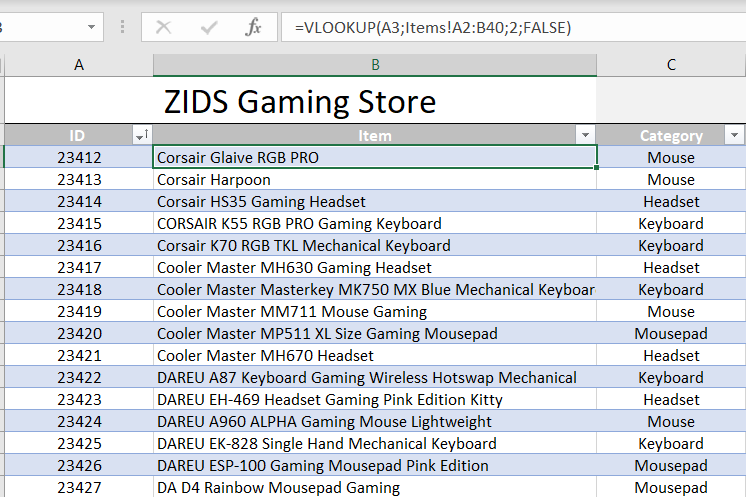 =VLOOKUP(A3;Items!A2:B40;2;FALSE)
A B C
ZIDS Gaming Store
ID Item Category
23412 Corsair Glaive RGB PRO Mouse
23413 Corsair Harpoon Mouse
23414 Corsair HS35 Gaming Headset Headset
23415 CORSAIR K55 RGB PRO Gaming Keyboard Keyboard
23416 Corsair K70 RGB TKL Mechanical Keyboard Keyboard
23417 Cooler Master MH630 Gaming Headset Headset
23418 Cooler Master Masterkey MK750 MX Blue Mechanical Keyboar Keyboard
23419 Cooler Master MM711 Mouse Gaming Mouse
23420 Cooler Master MP511 XL Size Gaming Mousepad Mousepad
23421 Cooler Master MH670 Headset Headset
23422 DAREU A87 Keyboard Gaming Wireless Hotswap Mechanical Keyboard
23423 DAREU EH-469 Headset Gaming Pink Edition Kitty Headset
23424 DAREU A960 ALPHA Gaming Mouse Lightweight Mouse
23425 DAREU EK-828 Single Hand Mechanical Keyboard Keyboard
23426 DAREU ESP-100 Gaming Mousepad Pink Edition Mousepad
23427 DA D4 Rainbow Mousepad Gaming Mousepad